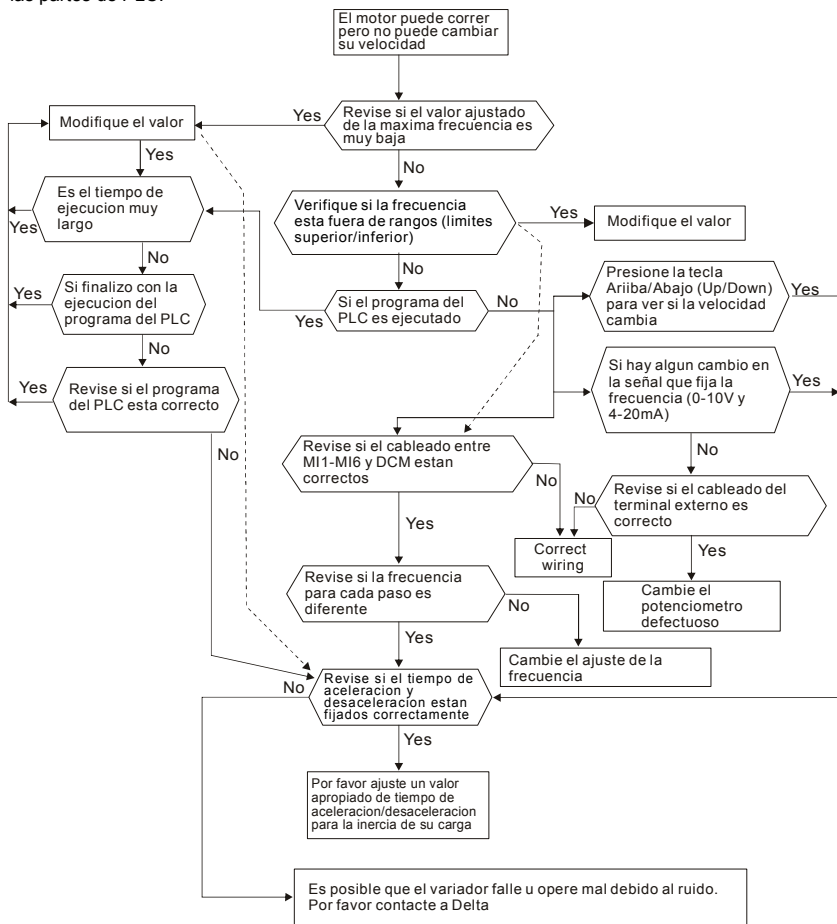 las partes de PLC.
El motor puede correr
pero no puede cambiar
su velocidad
Yes
Revise si el valor ajustado
de la maxima frecuencia es
muy baja
Modifique el valor
Yes
No
Es el tiempo de
ejecucion muy
largo
Yes
Verifique si la frecuencia
esta fuera de rangos (limites
superior/inferior)
Yes
Modifique el valor
No
No
Si finalizo con la
ejecucion del
programa del PLC
Yes
Si el programa del
PLC es ejecutado
Yes
No
Presione la tecla
Ariiba/Abajo (Up/Down)
para ver si la velocidad
cambia
Yes
No
Revise si el programa
del PLC esta correcto
Yes
No
Si hay algun cambio en
la señal que fija la
frecuencia (0-10V y
4-20mA)
Yes
No
Revise si el cableado entre
MI1-MI6 y DCM estan
correctos
No
Yes
Revise si el cableado del
terminal externo es
correcto
No
Yes
Correct
wiring
Cambie el
potenciometro
defectuoso
Revise si la frecuencia
para cada paso es
diferente
No
Yes
Cambie el ajuste de la
frecuencia
Revise si el tiempo de
aceleracion y
desaceleracion estan
fijados correctamente
No
Yes
Por favor ajuste un valor
apropiado de tiempo de
aceleracion/desaceleracion
para la inercia de su carga
Es posible que el variador falle u opere mal debido al ruido.
Por favor contacte a Delta